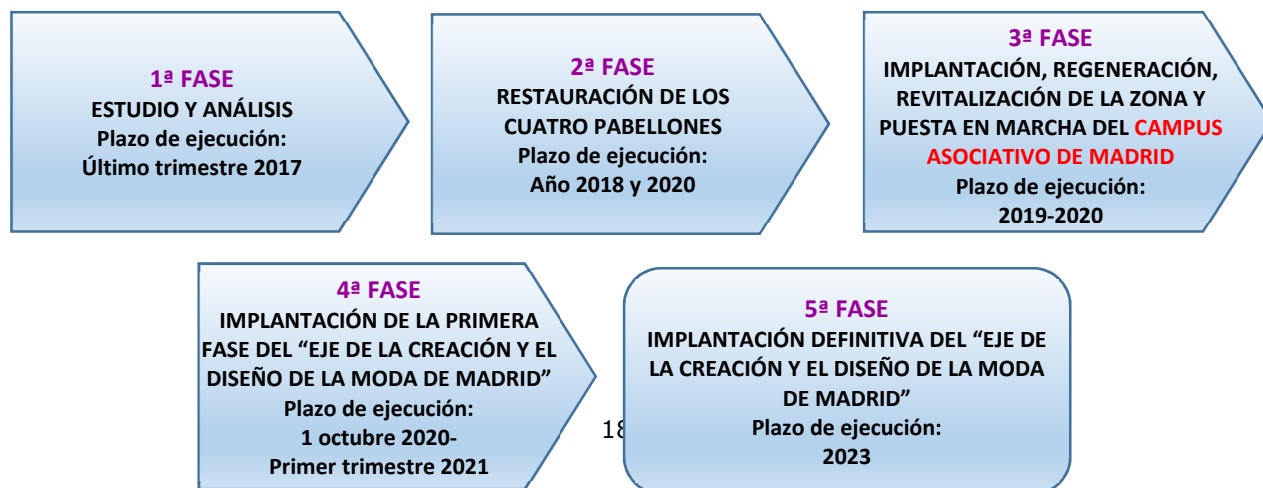 1ª FASE
ESTUDIO Y ANÁLISIS
Plazo de ejecución:
Último trimestre 2017
2ª FASE
RESTAURACIÓN DE LOS
CUATRO PABELLONES
Plazo de ejecución:
Año 2018 y 2020
3ª FASE
IMPLANTACIÓN, REGENERACIÓN,
REVITALIZACIÓN DE LA ZONA Y
PUESTA EN MARCHA DEL CAMPUS
ASOCIATIVO DE MADRID
Plazo de ejecución:
2019-2020
4ª FASE
IMPLANTACIÓN DE LA PRIMERA
FASE DEL “EJE DE LA CREACIÓN Y EL
DISEÑO DE LA MODA DE MADRID”
Plazo de ejecución:
1 octubre 2020-
Primer trimestre 2021
5ª FASE
IMPLANTACIÓN DEFINITIVA DEL “EJE DE
LA CREACIÓN Y EL DISEÑO DE LA MODA
DE MADRID”
Plazo de ejecución:
2023
18